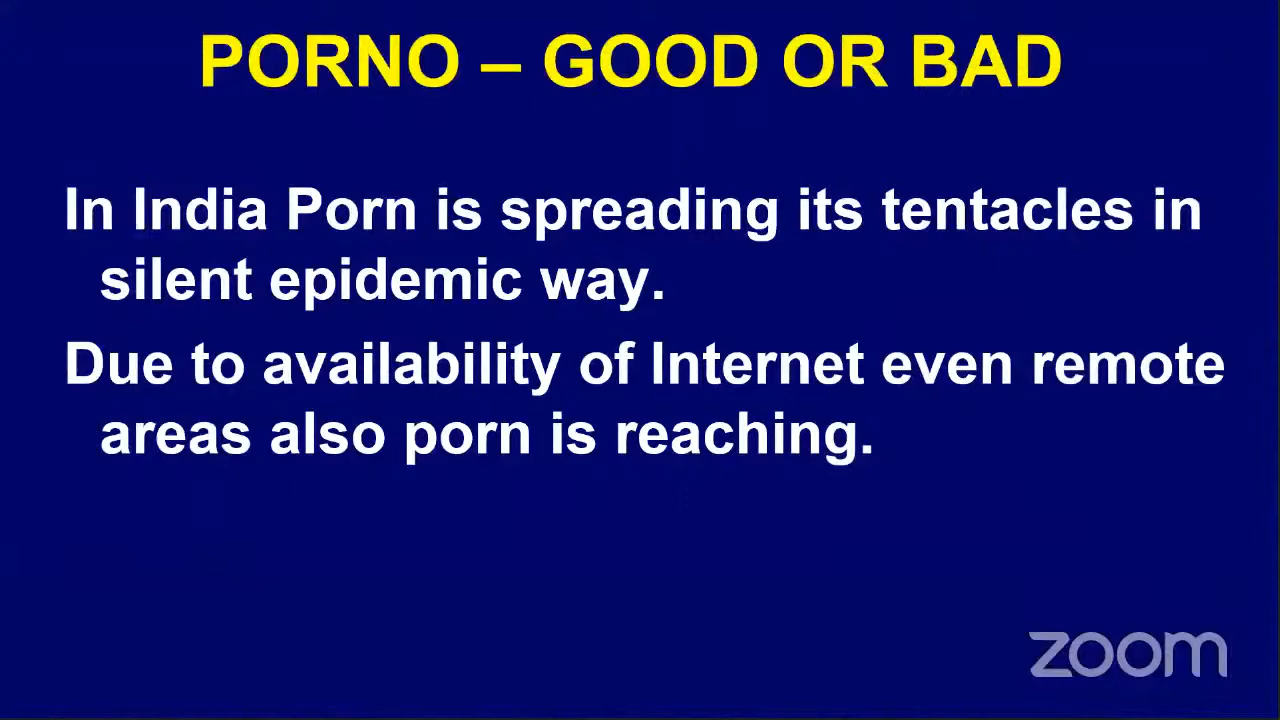 PORNO – GOOD OR BAD
In India Porn is spreading its tentacles in
silent epidemic way.
Due to availability of Internet even remote
areas also porn is reaching.
zoom